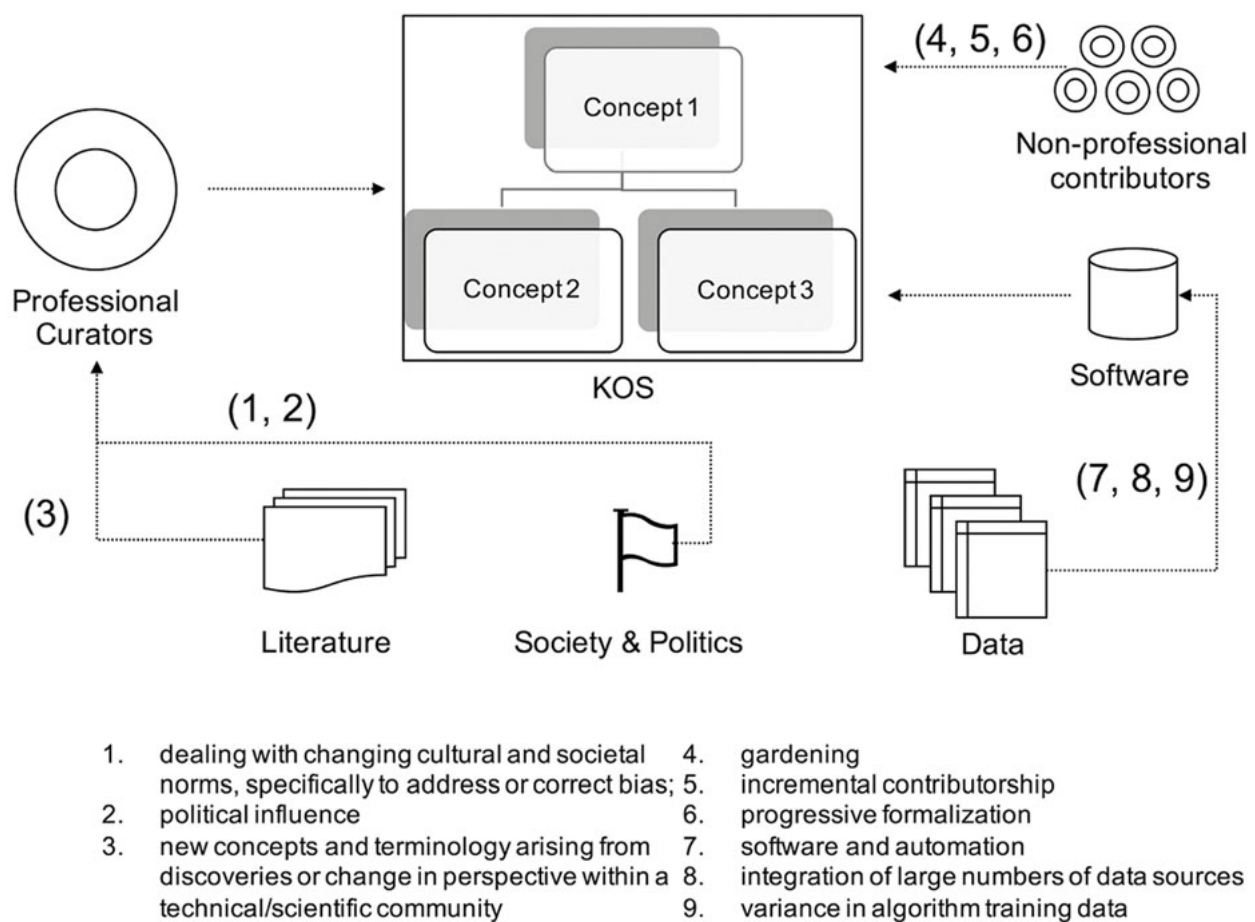 (4, 5, 6)
Concept 1
Non-professional
contributors
Concept 2
Concept 3
Professional
Curators
Software
KOS
(1, 2)
(7, 8, 9)
(3)
Literature
Society & Politics
Data
1. dealing with changing cultural and societal
norms, specifically to address or correct bias;
2. political influence
3. new concepts and terminology arising from
discoveries or change in perspective within a
technical/scientific community
4. gardening
5. incremental contributorship
6. progressive formalization
7. software and automation
8. integration of large numbers of data sources
9. variance in algorithm training data